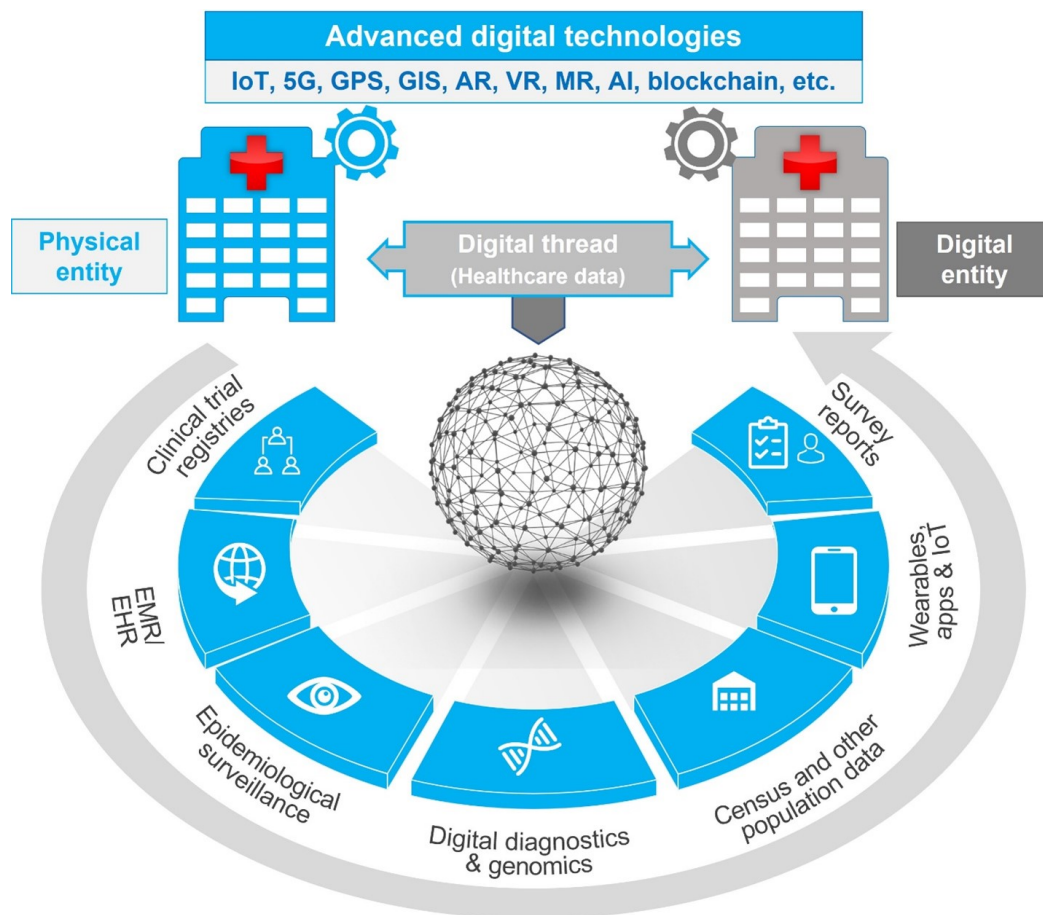 Advanced digital technologies
IoT, 5G, GPS, GIS, AR, VR, MR, AI, blockchain, etc.
Physical
entity
Digital thread
(Healthcare data)
Digital
entity
Clinical trial
registries
EMR/
EHR
Epidemiological
surveillance
Digital diagnostics
& genomics
Census and other
population data
Wearables,
apps & IoT
Survey
reports